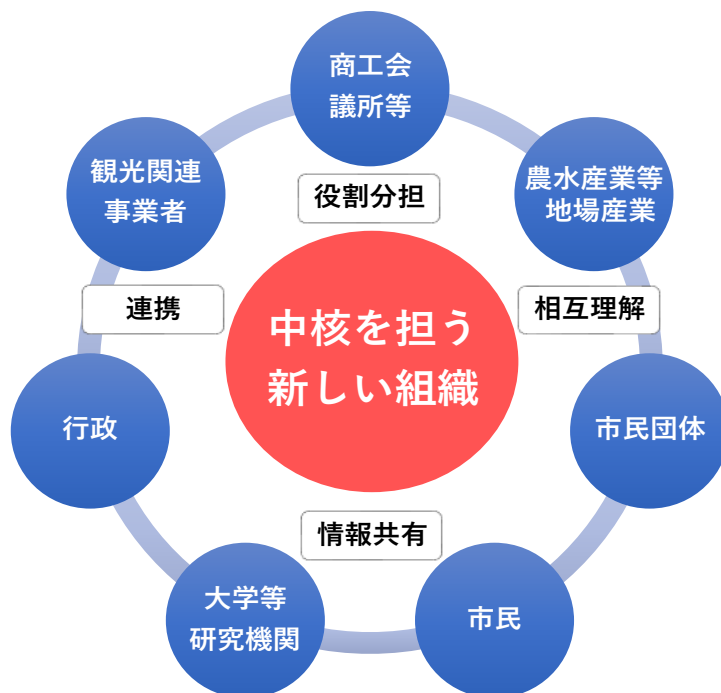 商工会
議所等
観光関連
事業者
農水産業等
地場産業
役割分担
連携
相互理解
中核を担う
新しい組織
行政
市民団体
情報共有
大学等
研究機関
市民